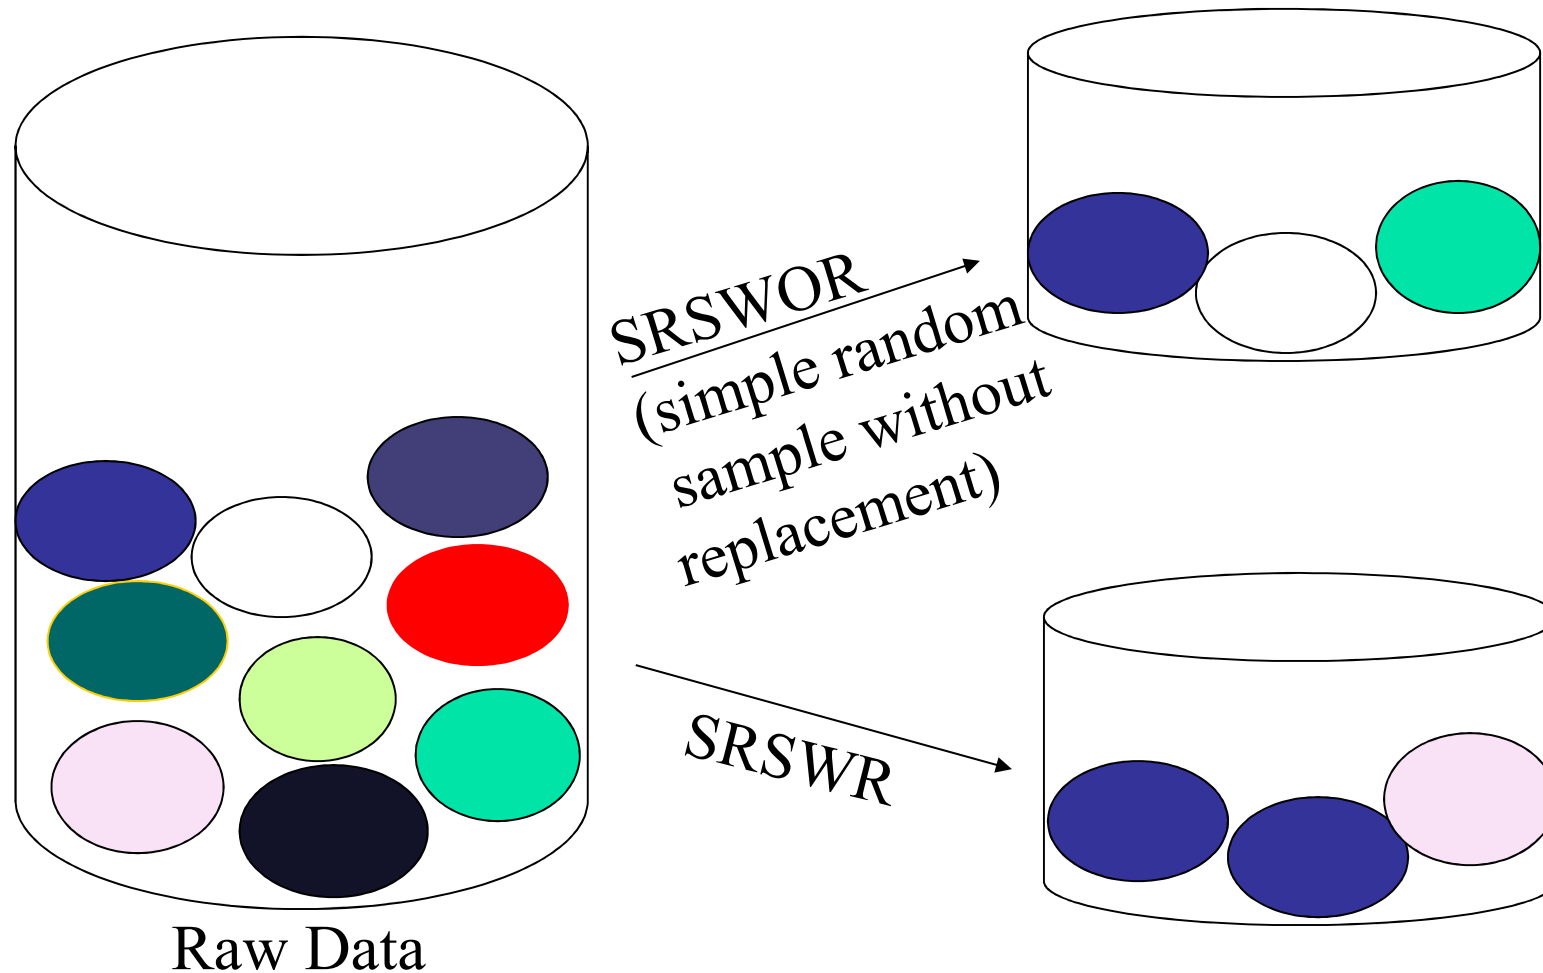 SRSWOR
(simple random
sample without
replacement)
SRSWR
Raw Data